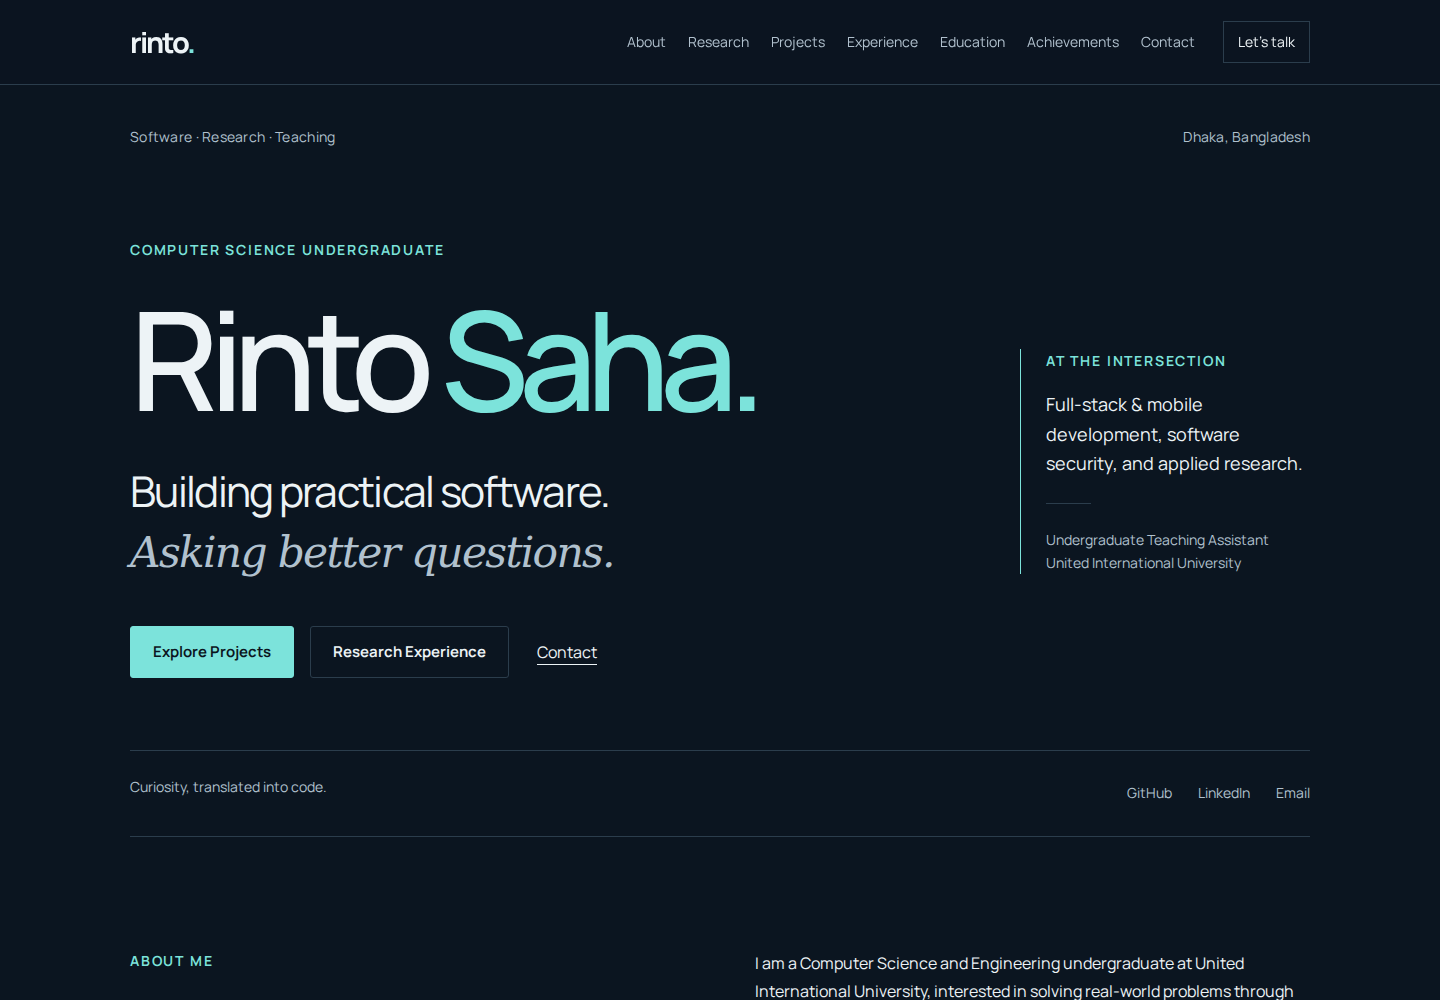 rinto.
About Research Projects Experience Education Achievements Contact Let's talk
Software · Research · Teaching
Dhaka, Bangladesh
COMPUTER SCIENCE UNDERGRADUATE
Rinto Saha.
Building practical software.
Asking better questions.
Explore Projects Research Experience Contact
AT THE INTERSECTION
Full-stack & mobile
development, software
security, and applied research.
Undergraduate Teaching Assistant
United International University
Curiosity, translated into code.
GitHub LinkedIn Email
ABOUT ME
I am a Computer Science and Engineering undergraduate at United
International University, interested in solving real-world problems through